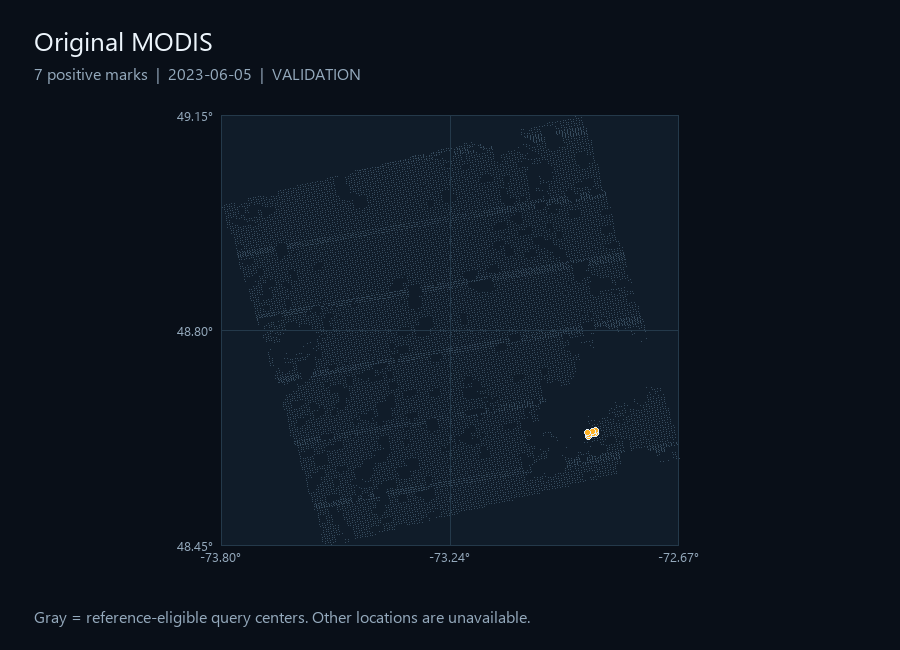 Original MODIS
7 positive marks | 2023-06-05 | VALIDATION
49.15°
48.80°
48.45°
-73.80°
-73.24°
-72.67°
Gray = reference-eligible query centers. Other locations are unavailable.